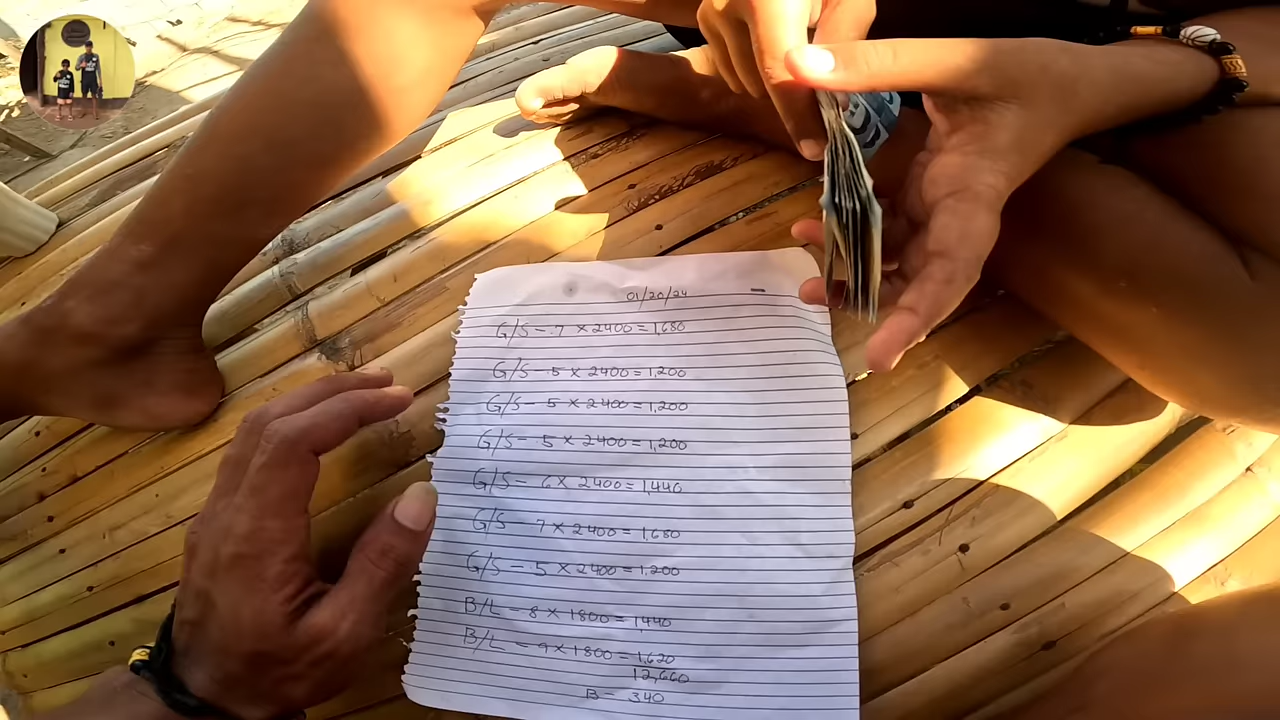 01/20/24
G/S - .7 × 2400 = 1,680
G/S - .5 × 2400 = 1,200
G/S - 5 × 2400 = 1,200
G/S - .5 × 2400 = 1,200
G/S - 6 × 2400 = 1,440
G/S - 7 × 2400 = 1,680
G/S - .5 × 2400 = 1,200
B/L - 8 × 1800 = 1,440
B/L - 9 × 1800 = 1,620
12,660
B - 340